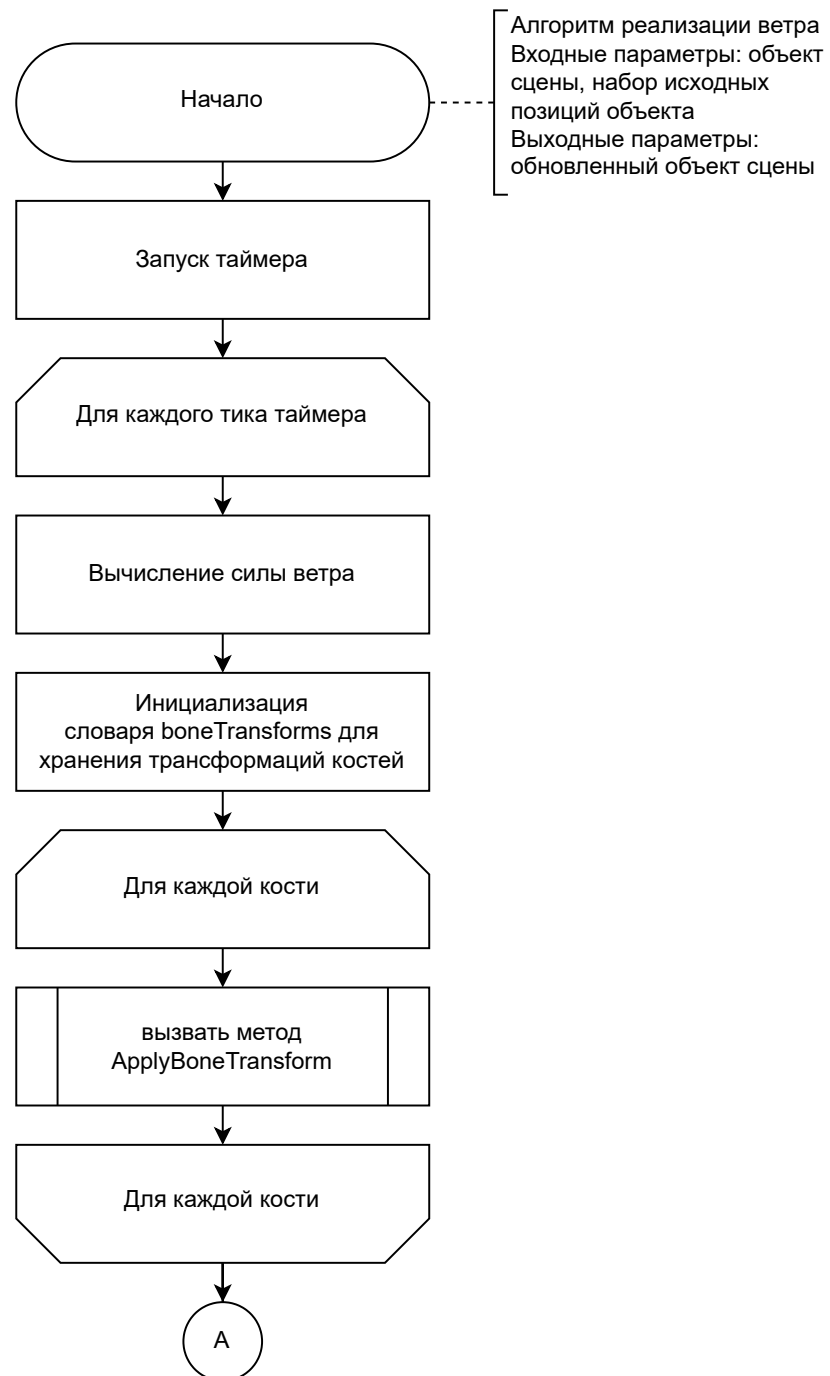 Алгоритм реализации ветра
Входные параметры: объект
сцены, набор исходных
позиций объекта
Выходные параметры:
обновленный объект сцены
Начало
Запуск таймера
Для каждого тика таймера
Вычисление силы ветра
Инициализация
словаря boneTransforms для
хранения трансформаций костей
Для каждой кости
вызвать метод
ApplyBoneTransform
Для каждой кости
А